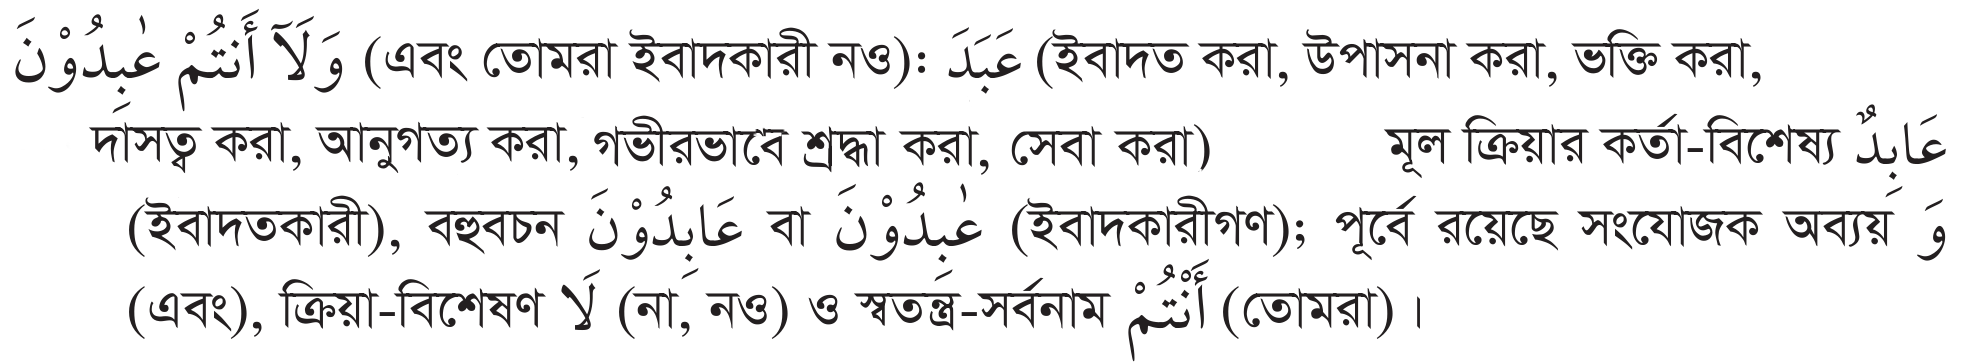 وَلَآ أَنتُمْ عٰبِدُوْنَ (এবং তোমরা ইবাদকারী নও): عَبَدَ (ইবাদত করা, উপাসনা করা, ভক্তি করা,
দাসত্ব করা, আনুগত্য করা, গভীরভাবে শ্রদ্ধা করা, সেবা করা) মূল ক্রিয়ার কর্তা-বিশেষ্য عَابِدٌ
(ইবাদতকারী), বহুবচন عَابِدُوْنَ বা عٰبِدُوْنَ (ইবাদকারীগণ); পূর্বে রয়েছে সংযোজক অব্যয় وَ
(এবং), ক্রিয়া-বিশেষণ لَا (না, নও) ও স্বতন্ত্র-সর্বনাম أَنْتُمْ (তোমরা)।